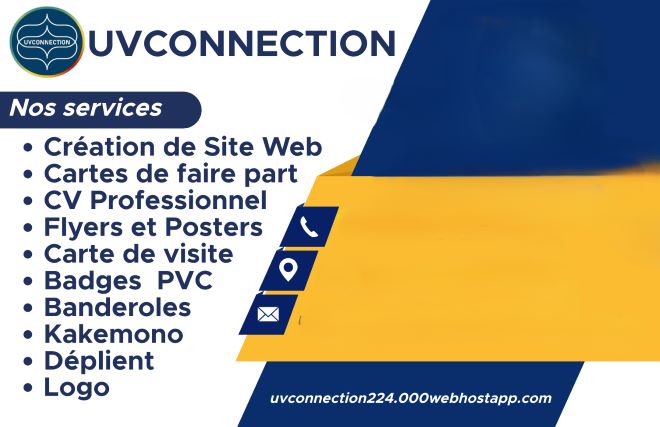 UVCONNECTION
UVCONNECTION
Nos services
Création de Site Web
Cartes de faire part
CV Professionnel
Flyers et Posters
Carte de visite
Badges PVC
Banderoles
Kakemono
Déplient
Logo
uvconnection224.000webhostapp.com